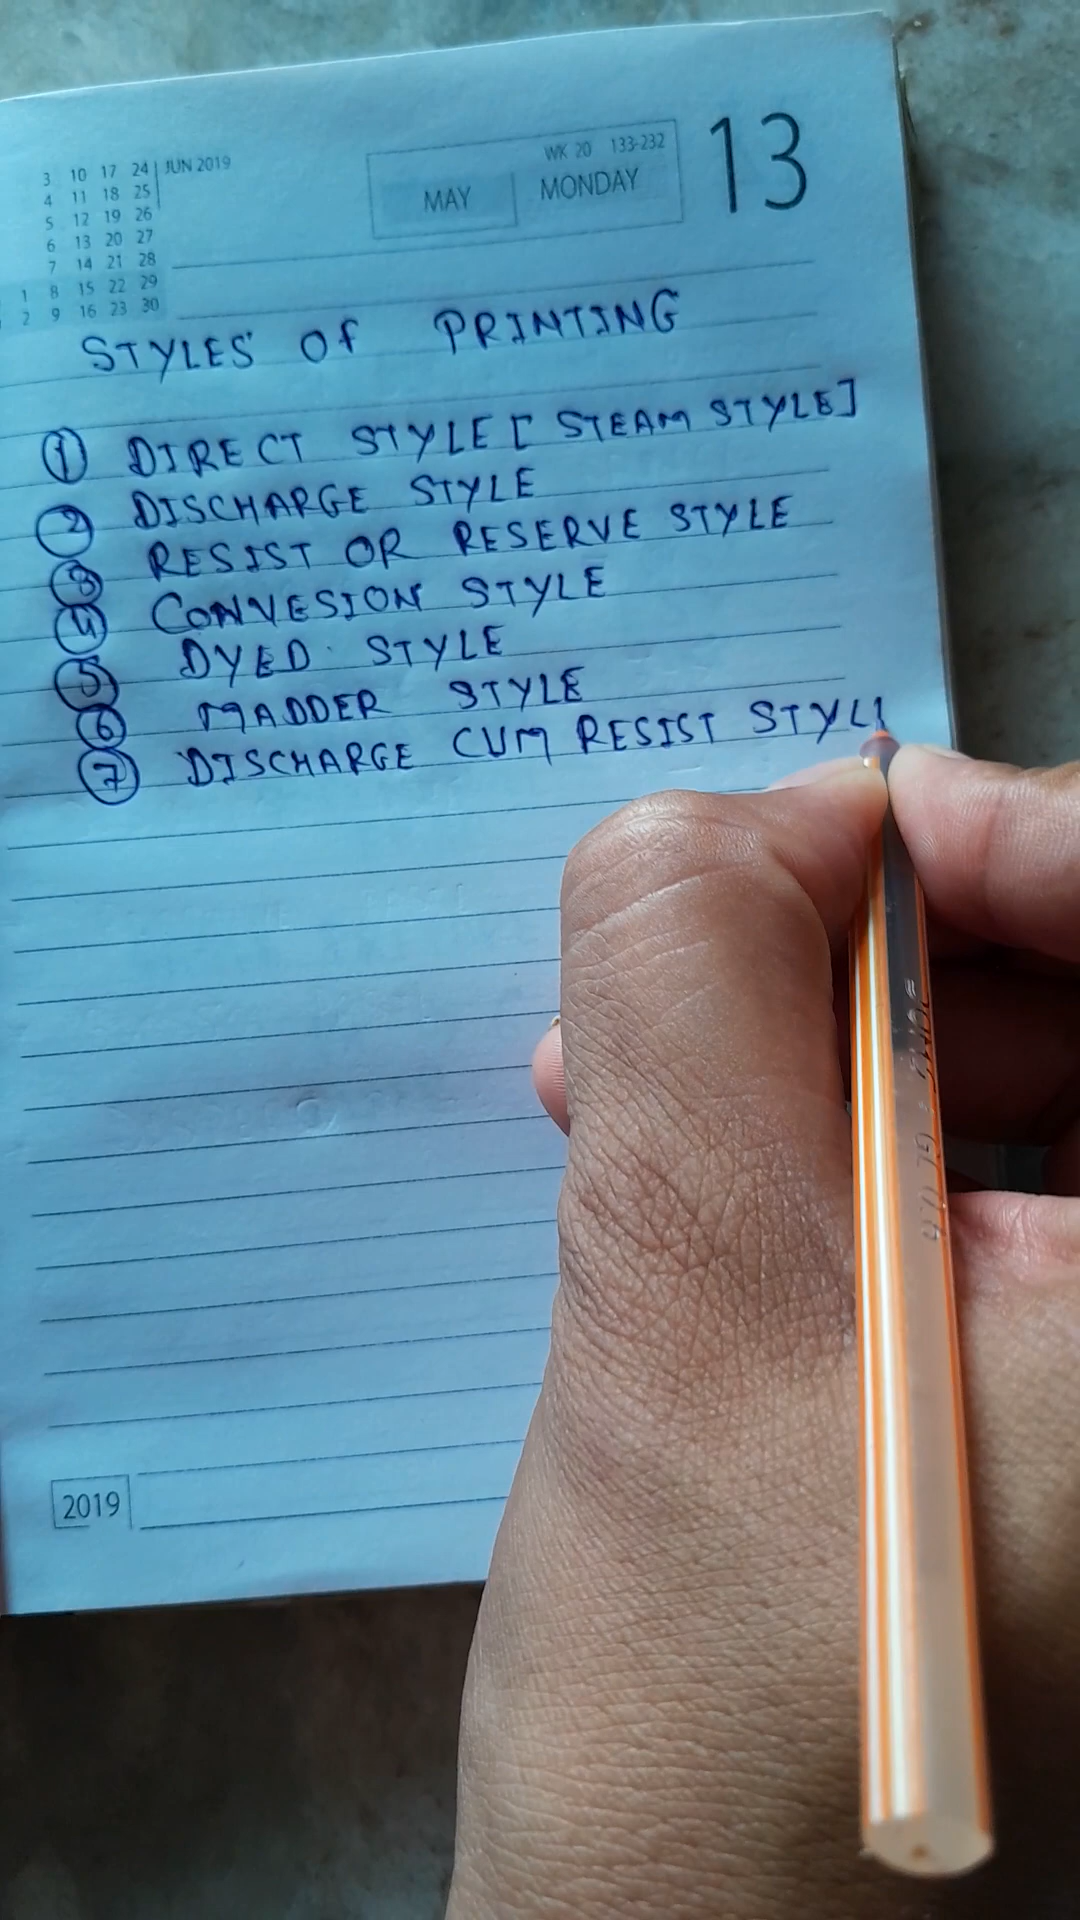 3 10 17 24 JUN 2019
4 11 18 25
5 12 19 26
6 13 20 27
7 14 21 28
1 8 15 22 29
2 9 16 23 30
WK 20 133-232
MAY MONDAY
13
STYLES OF PRINTING
1 DIRECT STYLE [STEAM STYLE]
2 DISCHARGE STYLE
3 RESIST OR RESERVE STYLE
4 CONVESION STYLE
5 DYED STYLE
6 MADDER STYLE
7 DISCHARGE CUM RESIST STYL
2019